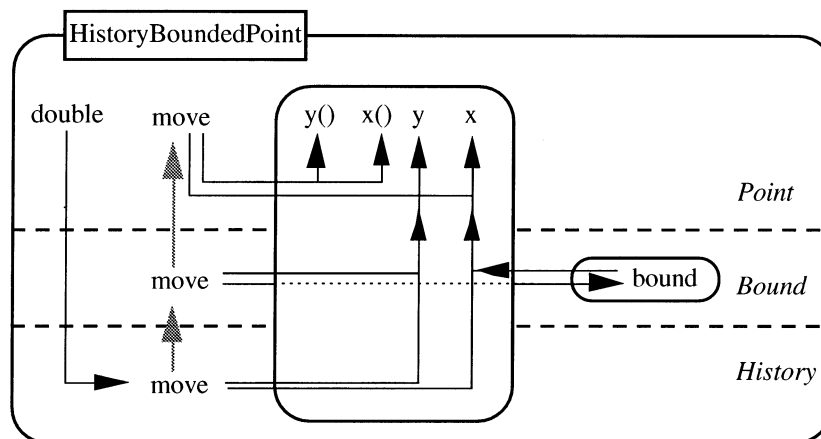 HistoryBoundedPoint
double move y() x() y x
Point
move bound Bound
move History